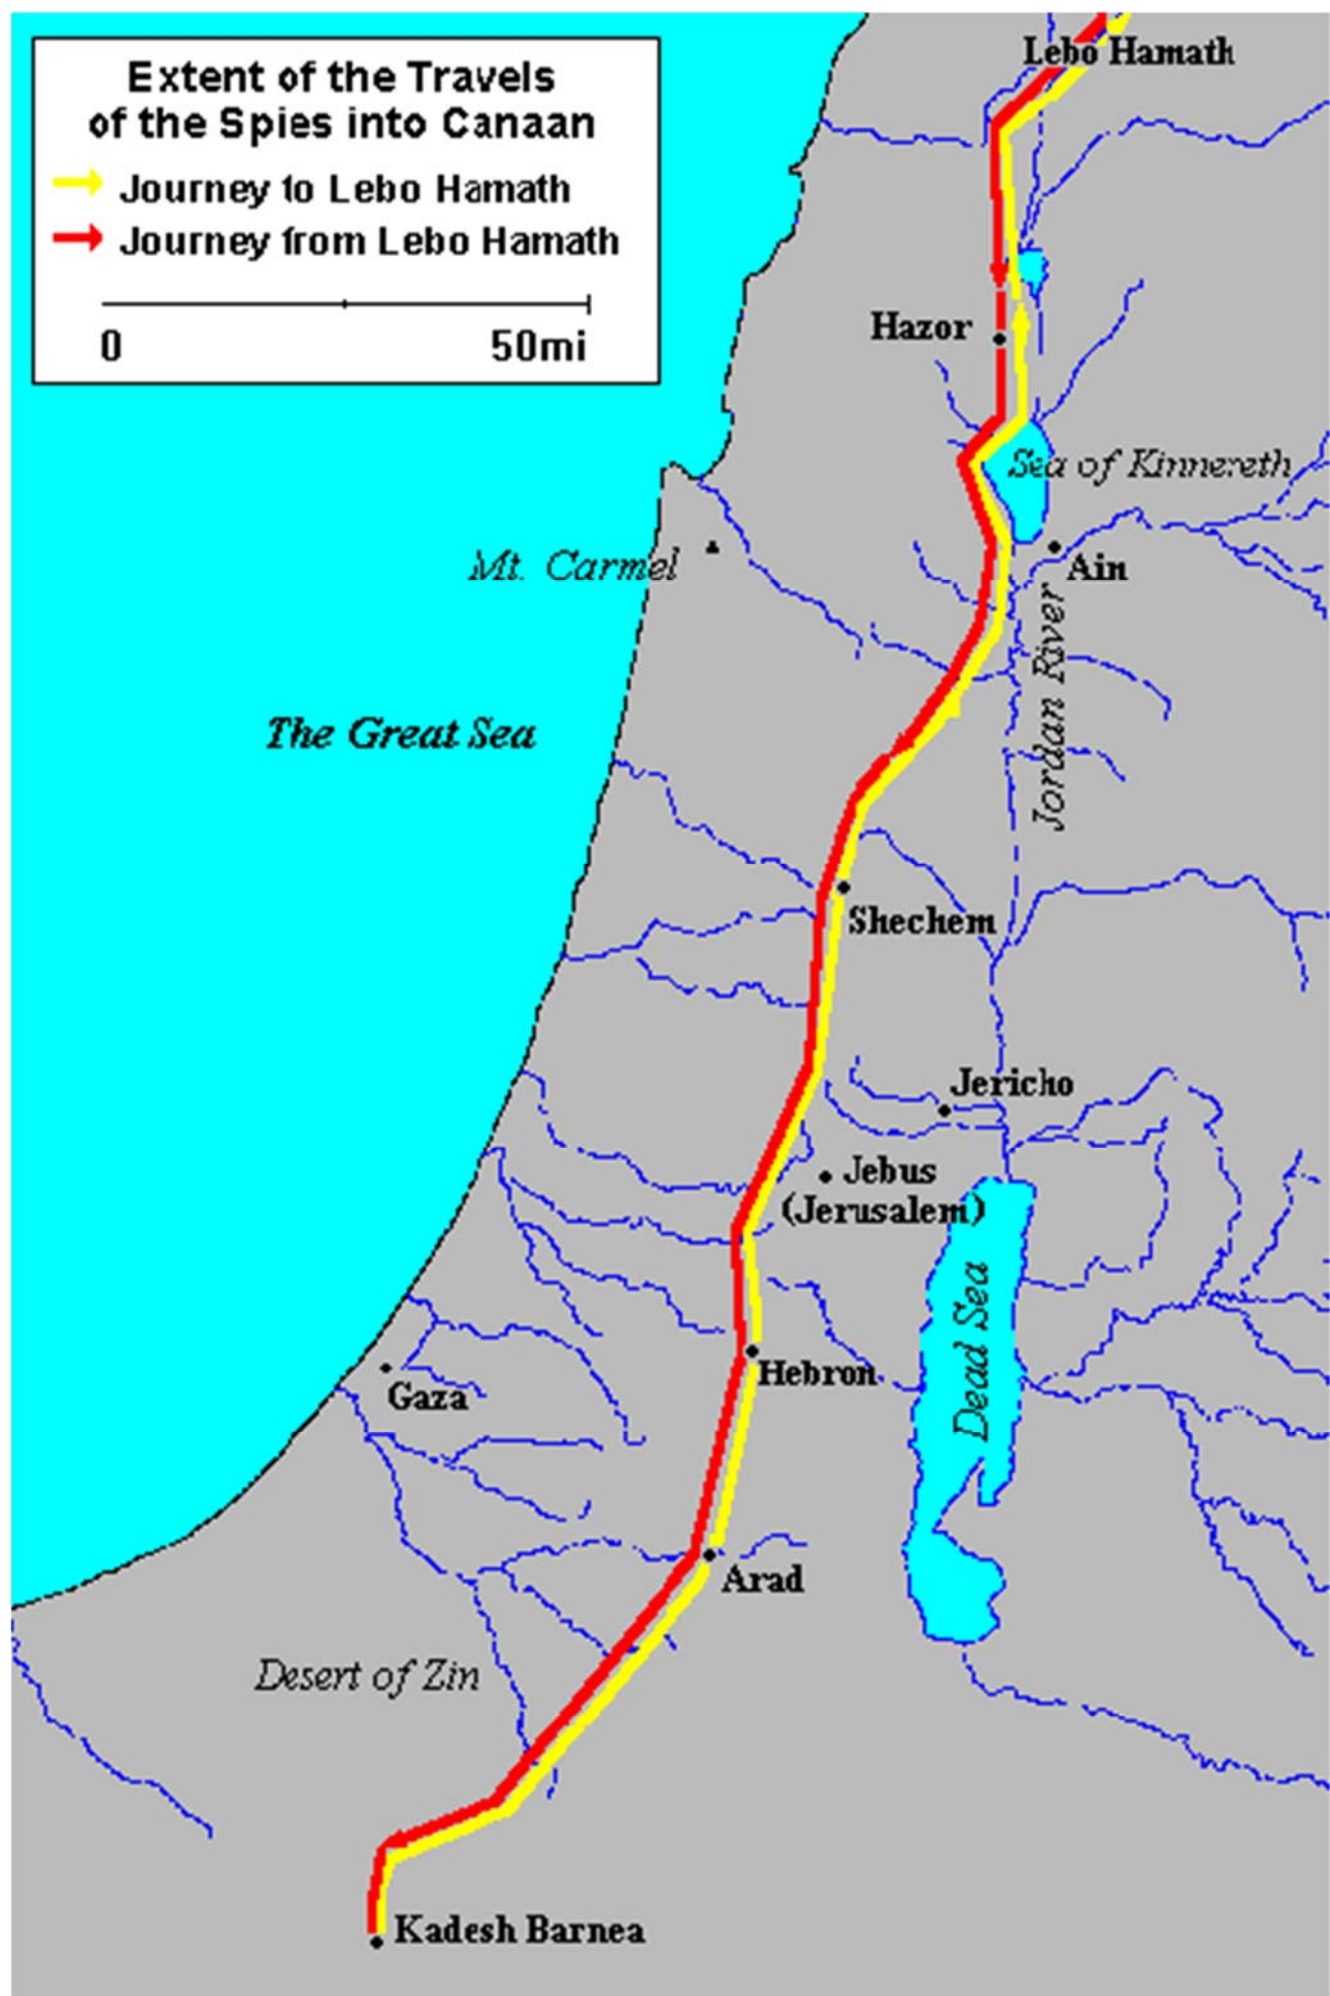 Extent of the Travels
of the Spies into Canaan
Journey to Lebo Hamath
Journey from Lebo Hamath
0 50mi
Lebo Hamath
Hazor
Sea of Kinnereth
Mt. Carmel
Ain
Jordan River
The Great Sea
Shechem
Jericho
Jebus
(Jerusalem)
Dead Sea
Hebron
Gaza
Arad
Desert of Zin
Kadesh Barnea